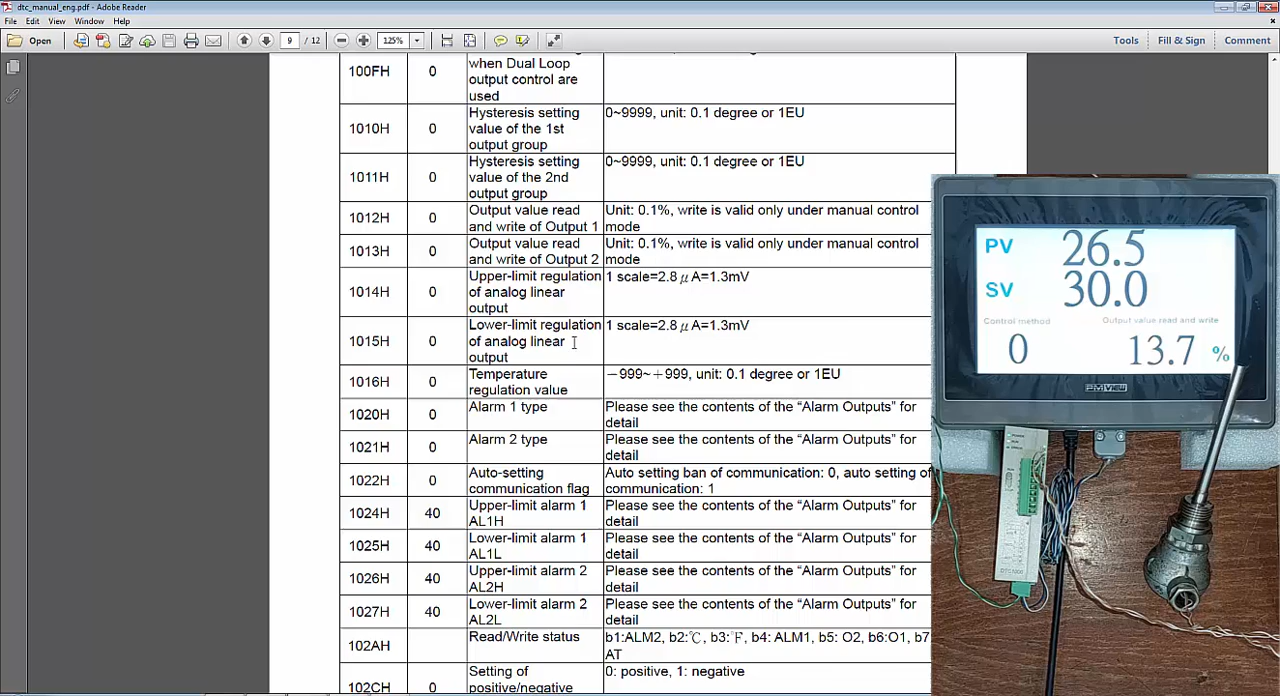 dtc_manual_eng.pdf - Adobe Reader
File Edit View Window Help
Open 9 / 12 125% Tools Fill & Sign Comment
100FH 0 when Dual Loop
output control are
used
1010H 0 Hysteresis setting 0~9999, unit: 0.1 degree or 1EU
value of the 1st
output group
1011H 0 Hysteresis setting 0~9999, unit: 0.1 degree or 1EU
value of the 2nd
output group
1012H 0 Output value read Unit: 0.1%, write is valid only under manual control
and write of Output 1 mode
1013H 0 Output value read Unit: 0.1%, write is valid only under manual control
and write of Output 2 mode
1014H 0 Upper-limit regulation 1 scale=2.8μA=1.3mV
of analog linear
output
1015H 0 Lower-limit regulation 1 scale=2.8μA=1.3mV
of analog linear
output
1016H 0 Temperature −999~+999, unit: 0.1 degree or 1EU
regulation value
1020H 0 Alarm 1 type Please see the contents of the “Alarm Outputs” for
detail
1021H 0 Alarm 2 type Please see the contents of the “Alarm Outputs” for
detail
1022H 0 Auto-setting Auto setting ban of communication: 0, auto setting of
communication flag communication: 1
1024H 40 Upper-limit alarm 1 Please see the contents of the “Alarm Outputs” for
AL1H detail
1025H 40 Lower-limit alarm 1 Please see the contents of the “Alarm Outputs” for
AL1L detail
1026H 40 Upper-limit alarm 2 Please see the contents of the “Alarm Outputs” for
AL2H detail
1027H 40 Lower-limit alarm 2 Please see the contents of the “Alarm Outputs” for
AL2L detail
102AH Read/Write status b1:ALM2, b2:℃, b3:℉, b4: ALM1, b5: O2, b6:O1, b7
AT
102CH 0 Setting of 0: positive, 1: negative
positive/negative
PV 26.5
SV 30.0
Control method Output value read and write
0 13.7 %